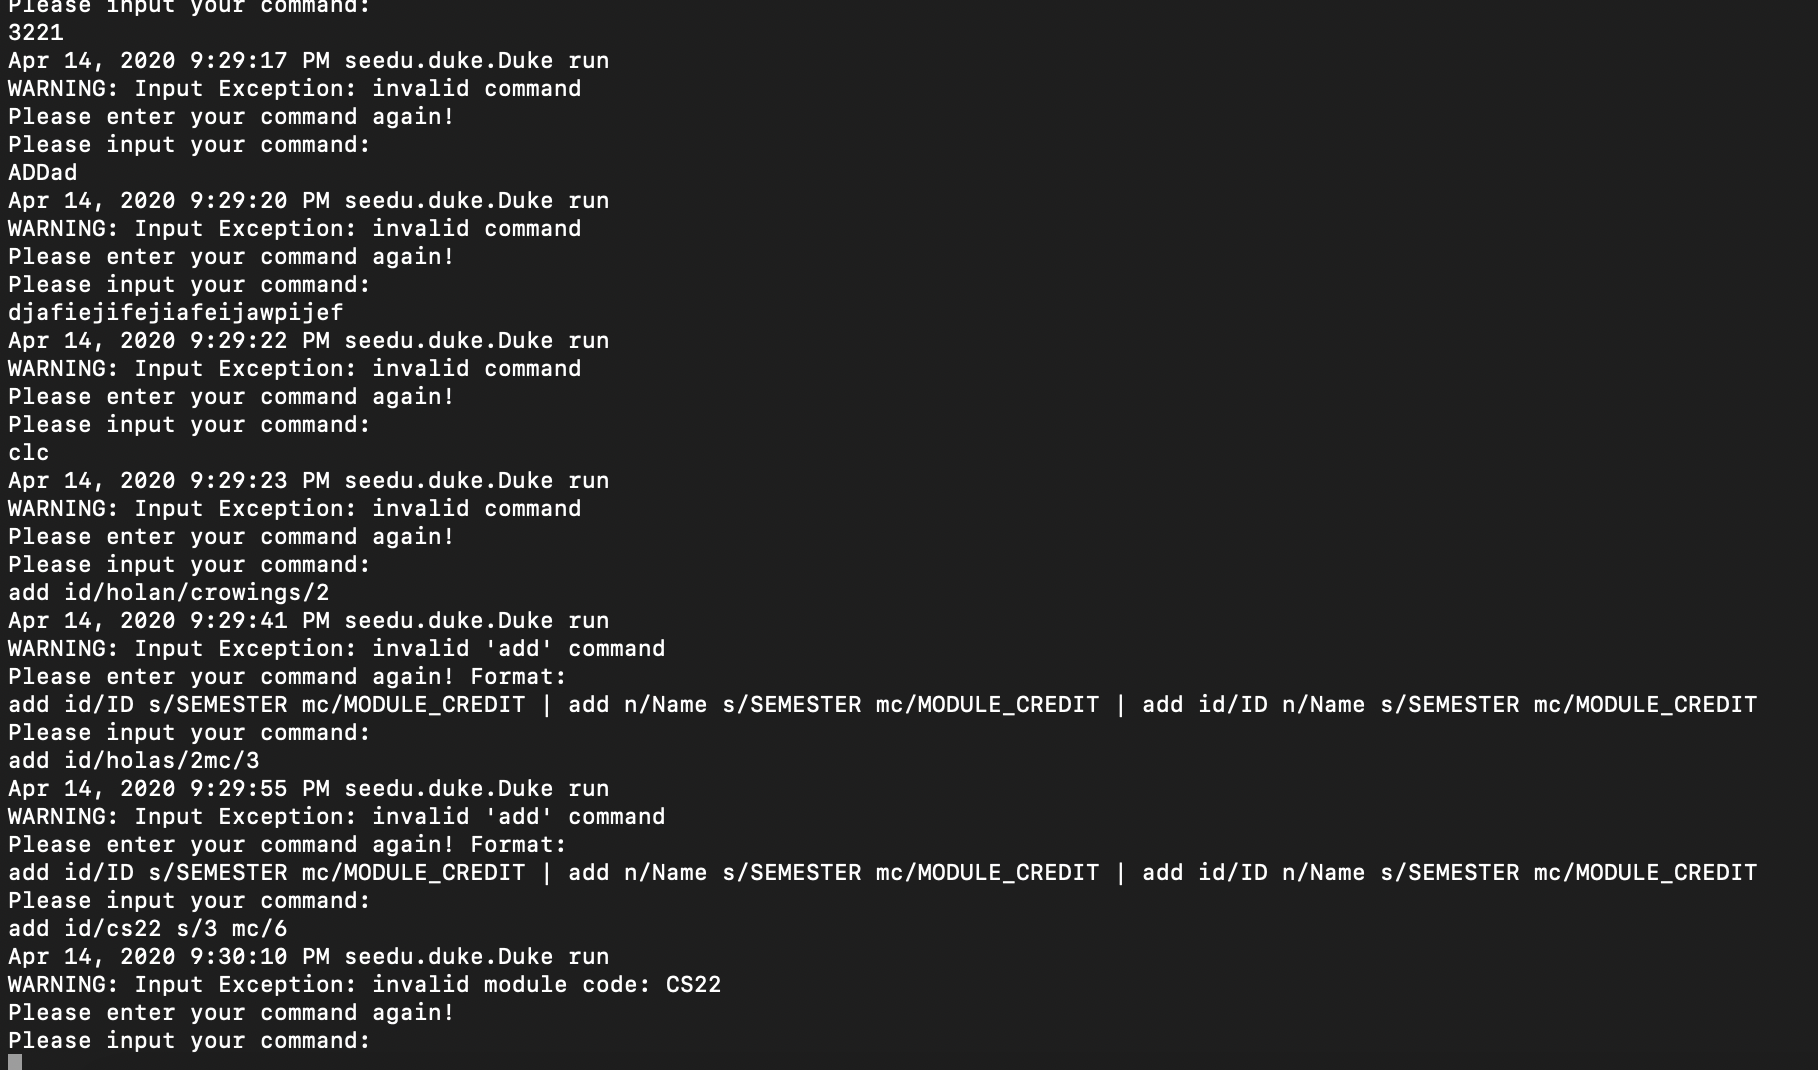 Please input your command:
3221
Apr 14, 2020 9:29:17 PM seedu.duke.Duke run
WARNING: Input Exception: invalid command
Please enter your command again!
Please input your command:
ADDad
Apr 14, 2020 9:29:20 PM seedu.duke.Duke run
WARNING: Input Exception: invalid command
Please enter your command again!
Please input your command:
djafiejifejiafeijawpijef
Apr 14, 2020 9:29:22 PM seedu.duke.Duke run
WARNING: Input Exception: invalid command
Please enter your command again!
Please input your command:
clc
Apr 14, 2020 9:29:23 PM seedu.duke.Duke run
WARNING: Input Exception: invalid command
Please enter your command again!
Please input your command:
add id/holan/crowings/2
Apr 14, 2020 9:29:41 PM seedu.duke.Duke run
WARNING: Input Exception: invalid 'add' command
Please enter your command again! Format:
add id/ID s/SEMESTER mc/MODULE_CREDIT | add n/Name s/SEMESTER mc/MODULE_CREDIT | add id/ID n/Name s/SEMESTER mc/MODULE_CREDIT
Please input your command:
add id/holas/2mc/3
Apr 14, 2020 9:29:55 PM seedu.duke.Duke run
WARNING: Input Exception: invalid 'add' command
Please enter your command again! Format:
add id/ID s/SEMESTER mc/MODULE_CREDIT | add n/Name s/SEMESTER mc/MODULE_CREDIT | add id/ID n/Name s/SEMESTER mc/MODULE_CREDIT
Please input your command:
add id/cs22 s/3 mc/6
Apr 14, 2020 9:30:10 PM seedu.duke.Duke run
WARNING: Input Exception: invalid module code: CS22
Please enter your command again!
Please input your command: